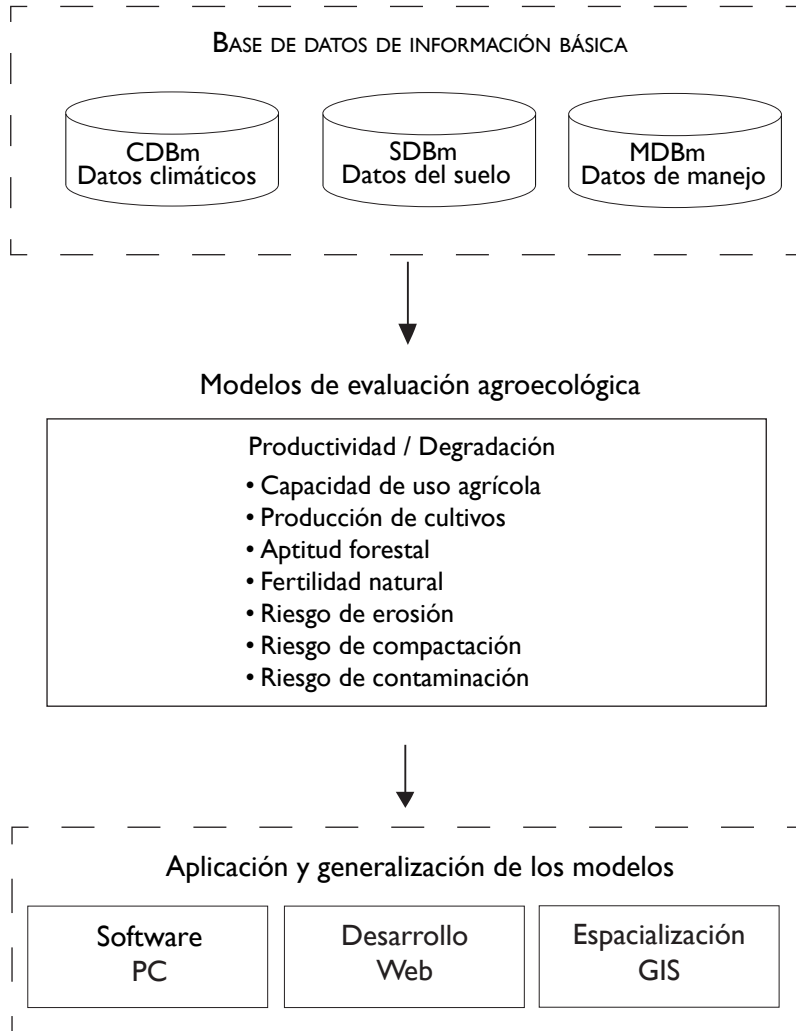 BASE DE DATOS DE INFORMACIÓN BÁSICA
CDBm
Datos climáticos
SDBm
Datos del suelo
MDBm
Datos de manejo
Modelos de evaluación agroecológica
Productividad / Degradación
• Capacidad de uso agrícola
• Producción de cultivos
• Aptitud forestal
• Fertilidad natural
• Riesgo de erosión
• Riesgo de compactación
• Riesgo de contaminación
Aplicación y generalización de los modelos
Software
PC
Desarrollo
Web
Espacialización
GIS